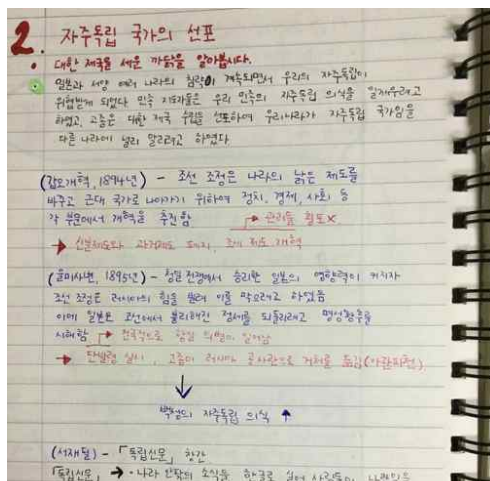 2. 자주독립 국가의 선포
• 대한 제국을 세운 까닭을 알아봅시다.
일본과 서양 여러 나라의 침략이 계속되면서 우리의 자주독립이
위협받게 되었다. 민족 지도자들은 우리 민족의 자주독립 의식을 일깨우려고
하였고, 고종은 대한 제국 수립을 선포하여 우리나라가 자주독립 국가임을
다른 나라에 널리 알리려고 하였다
(갑오개혁, 1894년) - 조선 조정은 나라의 낡은 제도를
바꾸고 근대 국가로 나아가기 위하여 정치, 경제, 사회 등
각 부문에서 개혁을 추진함 → 관리들 횡포X.
→ 신분제도와 과거제도 폐지, 조세 제도 개혁
(을미사변, 1895년) - 청일 전쟁에서 승리한 일본의 영향력이 커지자
조선 조정은 러시아의 힘을 빌려 이를 막으려고 하였음
이에 일본은 조선에서 불리해진 정세를 되돌리려고 명성황후를
시해함 → 전국적으로 항일 의병이 일어남
→ 단발령 실시, 고종이 러시아 공사관으로 거처를 옮김(아관파천)
↓
백성의 자주독립 의식 ↑
(서재필) - 「독립신문」 창간
「독립신문」 → • 나라 안팎의 소식을 한글로 실어 사람들이